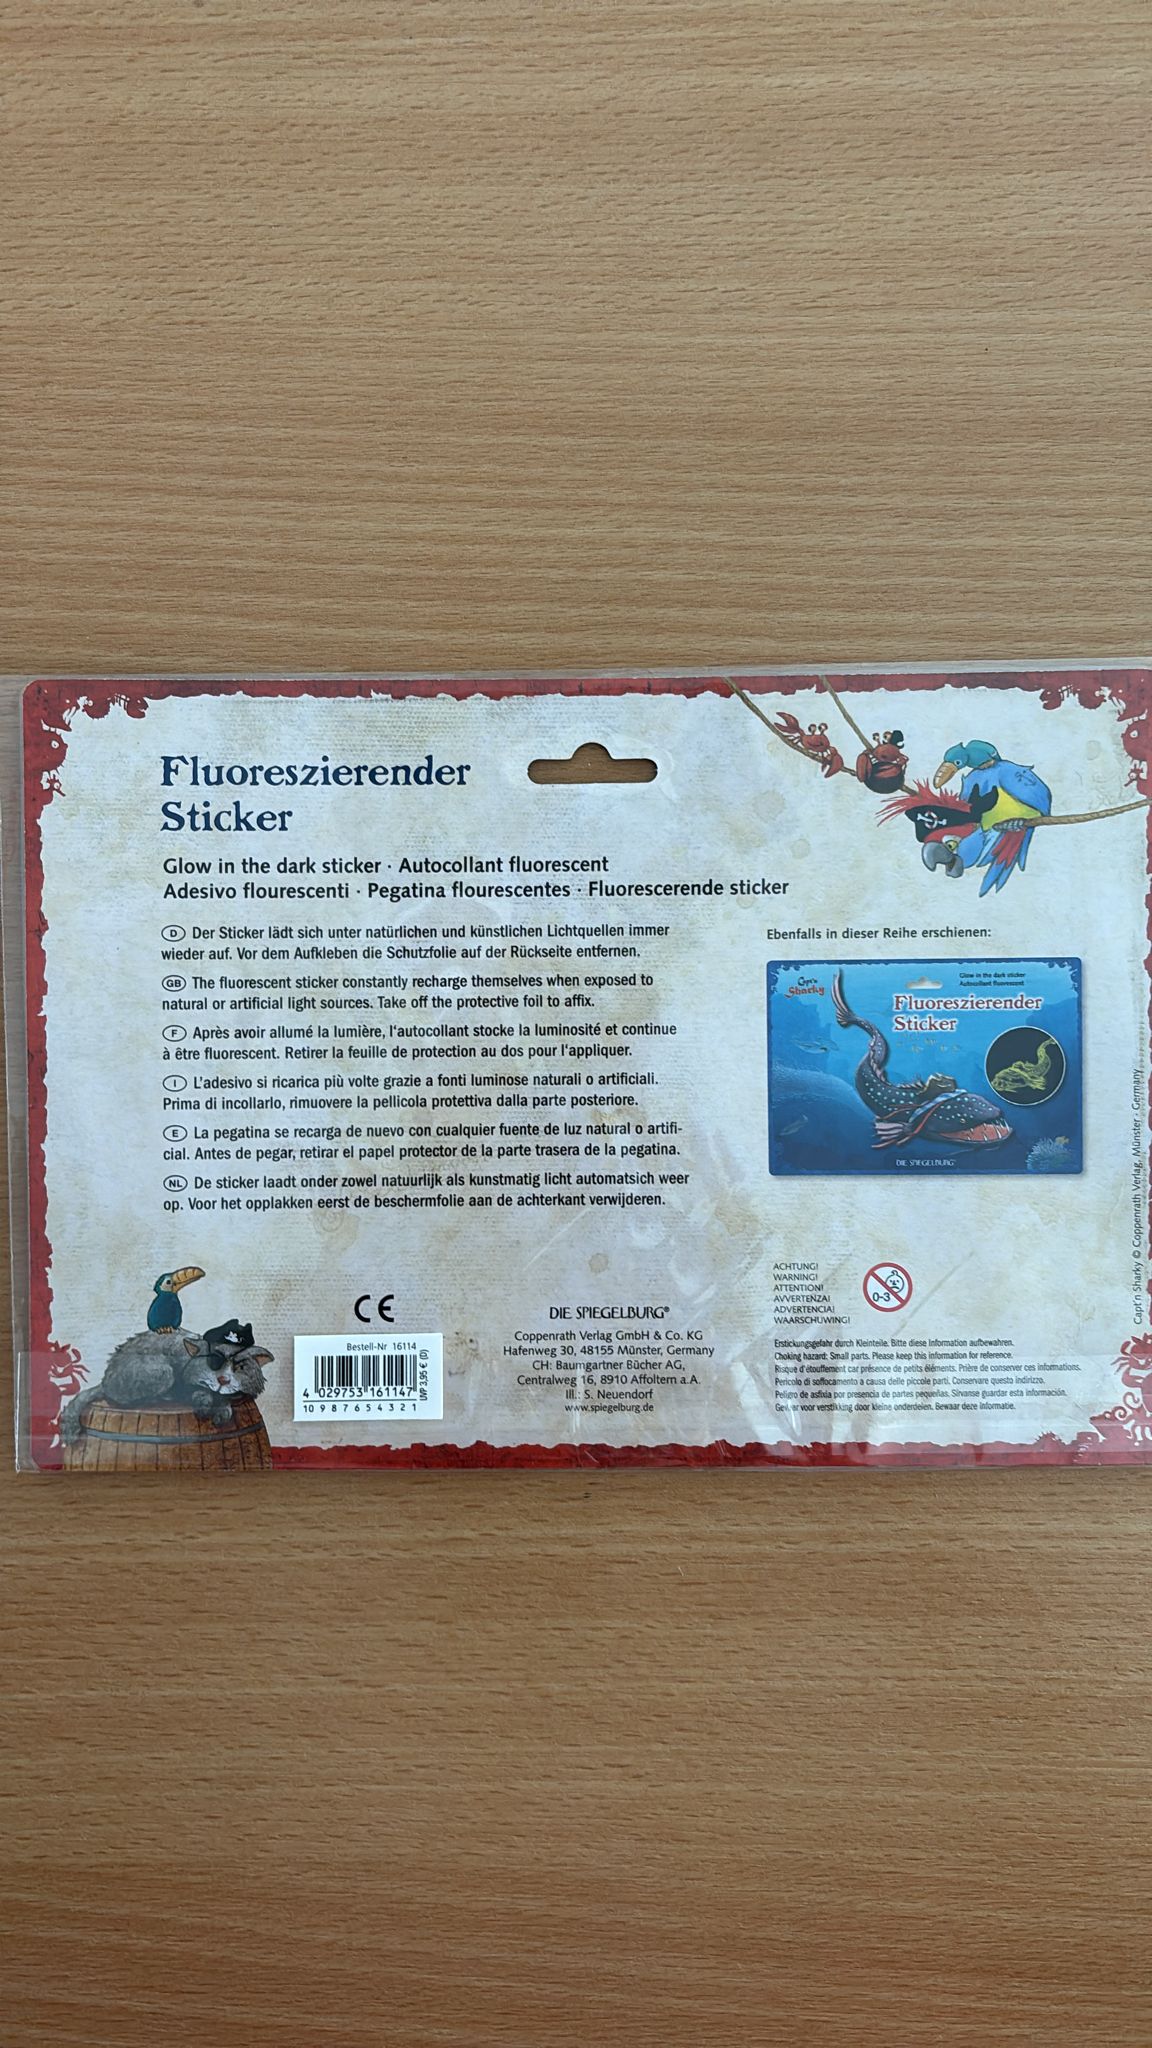 Fluoreszierender
Sticker
Glow in the dark sticker · Autocollant fluorescent
Adesivo flourescenti · Pegatina flourescentes · Fluorescerende sticker
D Der Sticker lädt sich unter natürlichen und künstlichen Lichtquellen immer
wieder auf. Vor dem Aufkleben die Schutzfolie auf der Rückseite entfernen.
GB The fluorescent sticker constantly recharge themselves when exposed to
natural or artificial light sources. Take off the protective foil to affix.
F Après avoir allumé la lumière, l'autocollant stocke la luminosité et continue
à être fluorescent. Retirer la feuille de protection au dos pour l'appliquer.
I L'adesivo si ricarica più volte grazie a fonti luminose naturali o artificiali.
Prima di incollarlo, rimuovere la pellicola protettiva dalla parte posteriore.
E La pegatina se recarga de nuevo con cualquier fuente de luz natural o artifi-
cial. Antes de pegar, retirar el papel protector de la parte trasera de la pegatina.
NL De sticker laadt onder zowel natuurlijk als kunstmatig licht automatsich weer
op. Voor het opplakken eerst de beschermfolie aan de achterkant verwijderen.
Ebenfalls in dieser Reihe erschienen:
Capt'n
Sharky
Glow in the dark sticker
Autocollant fluorescent
Fluoreszierender
Sticker
DIE SPIEGELBURG®
Capt'n Sharky © Coppenrath Verlag, Münster · Germany
CE
Bestell-Nr 16114
4 029753 161147
UVP 3,95 € (D)
10 9 8 7 6 5 4 3 2 1
DIE SPIEGELBURG®
Coppenrath Verlag GmbH & Co. KG
Hafenweg 30, 48155 Münster, Germany
CH: Baumgartner Bücher AG,
Centralweg 16, 8910 Affoltern a.A.
Ill.: S. Neuendorf
www.spiegelburg.de
ACHTUNG!
WARNING!
ATTENTION!
AVVERTENZA!
ADVERTENCIA!
WAARSCHUWING!
0-3
Erstickungsgefahr durch Kleinteile. Bitte diese Information aufbewahren.
Choking hazard: Small parts. Please keep this information for reference.
Risque d'étouffement car présence de petits éléments. Prière de conserver ces informations.
Pericolo di soffocamento a causa delle piccole parti. Conservare questo indirizzo.
Peligro de asfixia por presencia de partes pequeñas. Sirvanse guardar esta información.
Gevaar voor verstikking door kleine onderdelen. Bewaar deze informatie.